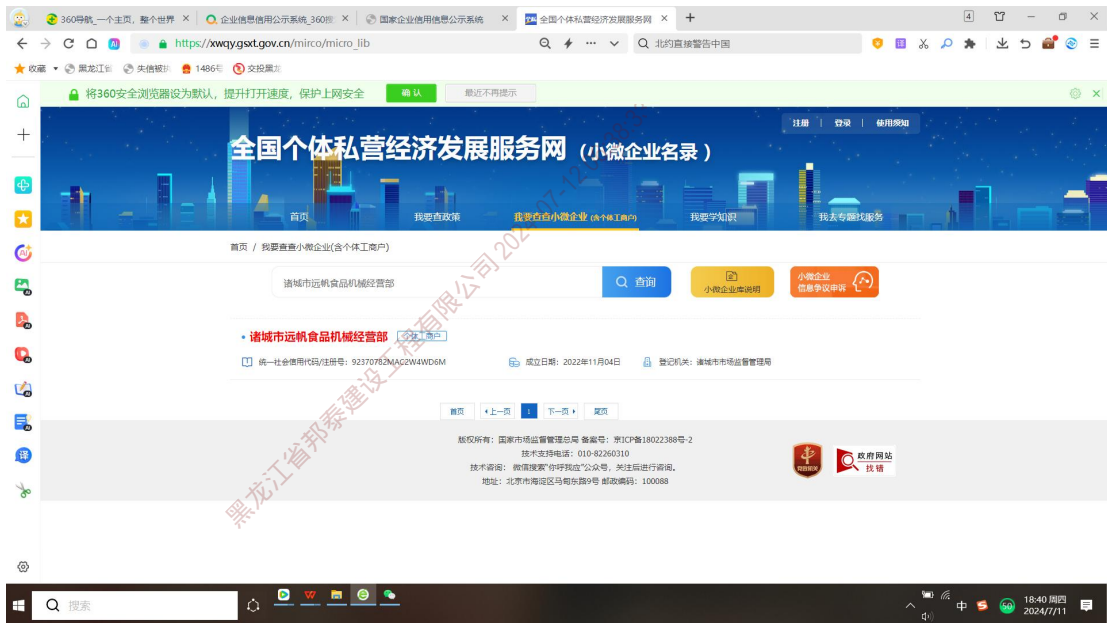 360导航_一个主页，整个世界
企业信息信用公示系统_360搜
国家企业信用信息公示系统
全国个体私营经济发展服务网
4
https://xwqy.gsxt.gov.cn/mirco/micro_lib
北约直接警告中国
收藏
黑龙江省
失信被执
1486号
交投黑龙
将360安全浏览器设为默认，提升打开速度，保护上网安全
确认
最近不再提示
注册 | 登录 | 使用须知
全国个体私营经济发展服务网（小微企业名录）
首页
我要查政策
我要查查小微企业 (含个体工商户)
我要学知识
我去专题找服务
首页 / 我要查查小微企业(含个体工商户)
诸城市远帆食品机械经营部
查询
小微企业库说明
小微企业
信息争议申诉
诸城市远帆食品机械经营部
个体工商户
统一社会信用代码/注册号：92370782MAC2W4WD6M
成立日期：2022年11月04日
登记机关：诸城市市场监督管理局
首页
上一页
1
下一页
尾页
版权所有：国家市场监督管理总局 备案号：京ICP备18022388号-2
技术支持电话：010-82260310
技术咨询： 微信搜索"你呼我应"公众号，关注后进行咨询。
地址：北京市海淀区马甸东路9号 邮政编码：100088
党政机关
政府网站
找错
黑龙江省邦泰建设工程有限公司
搜索
中
18:40 周四
2024/7/11